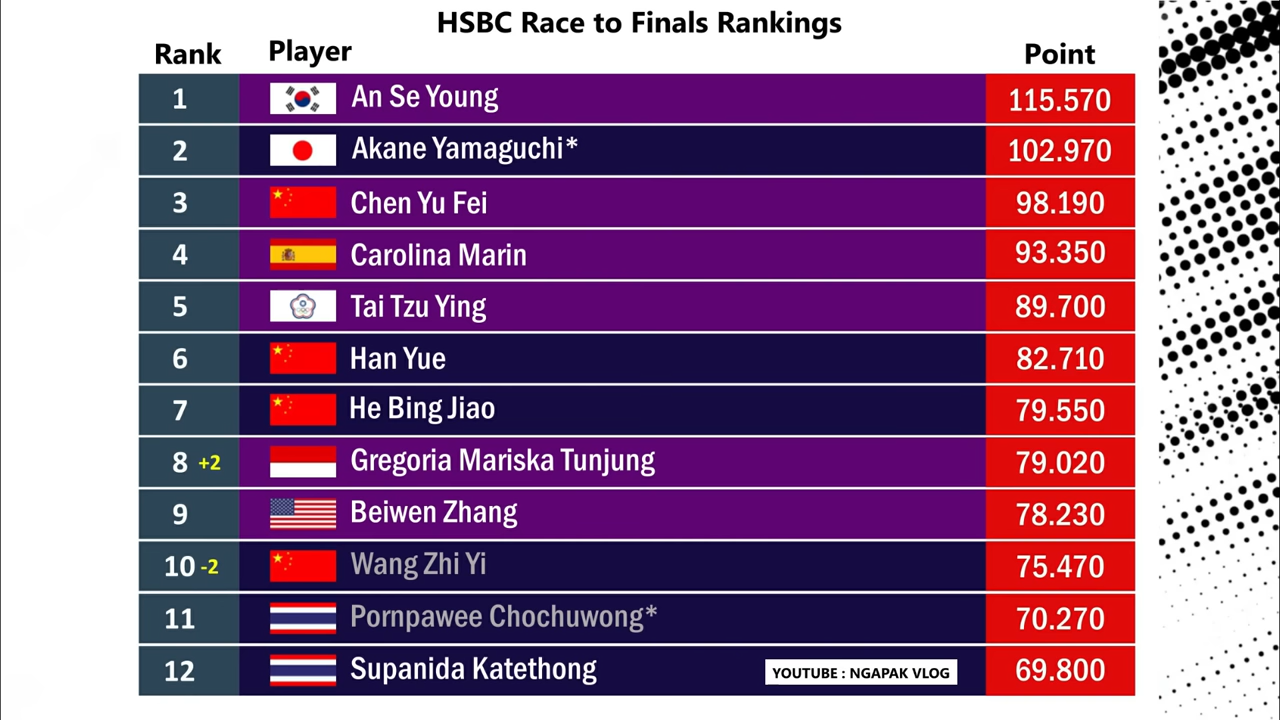 HSBC Race to Finals Rankings
Rank Player Point
1 An Se Young 115.570
2 Akane Yamaguchi* 102.970
3 Chen Yu Fei 98.190
4 Carolina Marin 93.350
5 Tai Tzu Ying 89.700
6 Han Yue 82.710
7 He Bing Jiao 79.550
8 +2 Gregoria Mariska Tunjung 79.020
9 Beiwen Zhang 78.230
10 -2 Wang Zhi Yi 75.470
11 Pornpawee Chochuwong* 70.270
12 Supanida Katethong YOUTUBE : NGAPAK VLOG 69.800